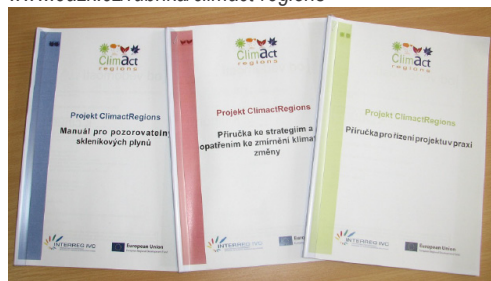 Climact
regions
Projekt ClimactRegions
Manuál pro pozorovatelny
skleníkových plynů
INTERREG IVC
European Union
Climact
regions
Projekt ClimactRegions
Příručka ke strategiím a
opatřením ke zmírnění klimat
změny
INTERREG IVC
Climact
regions
Projekt ClimactRegions
Příručka pro řízení projektu v praxi
INTERREG IVC
European Union